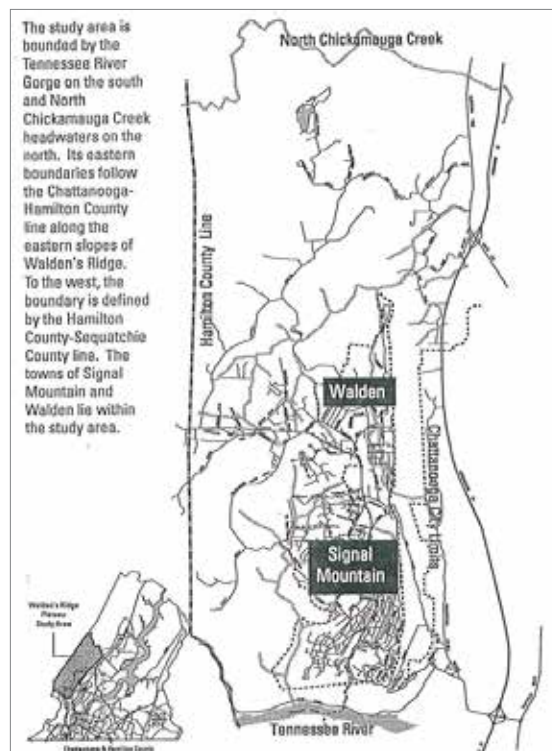 The study area is
bounded by the
Tennessee River
Gorge on the south
and North
Chickamauga Creek
headwaters on the
north. Its eastern
boundaries follow
the Chattanooga-
Hamilton County
line along the
eastern slopes of
Walden's Ridge.
To the west, the
boundary is defined
by the Hamilton
County-Sequatchie
County line. The
towns of Signal
Mountain and
Walden lie within
the study area.
North Chickamauga Creek
Hamilton County Line
Walden
Chattanooga City Limits
Signal
Mountain
Walden's Ridge
Plateau
Study Area
Chattanooga & Hamilton County
Tennessee River